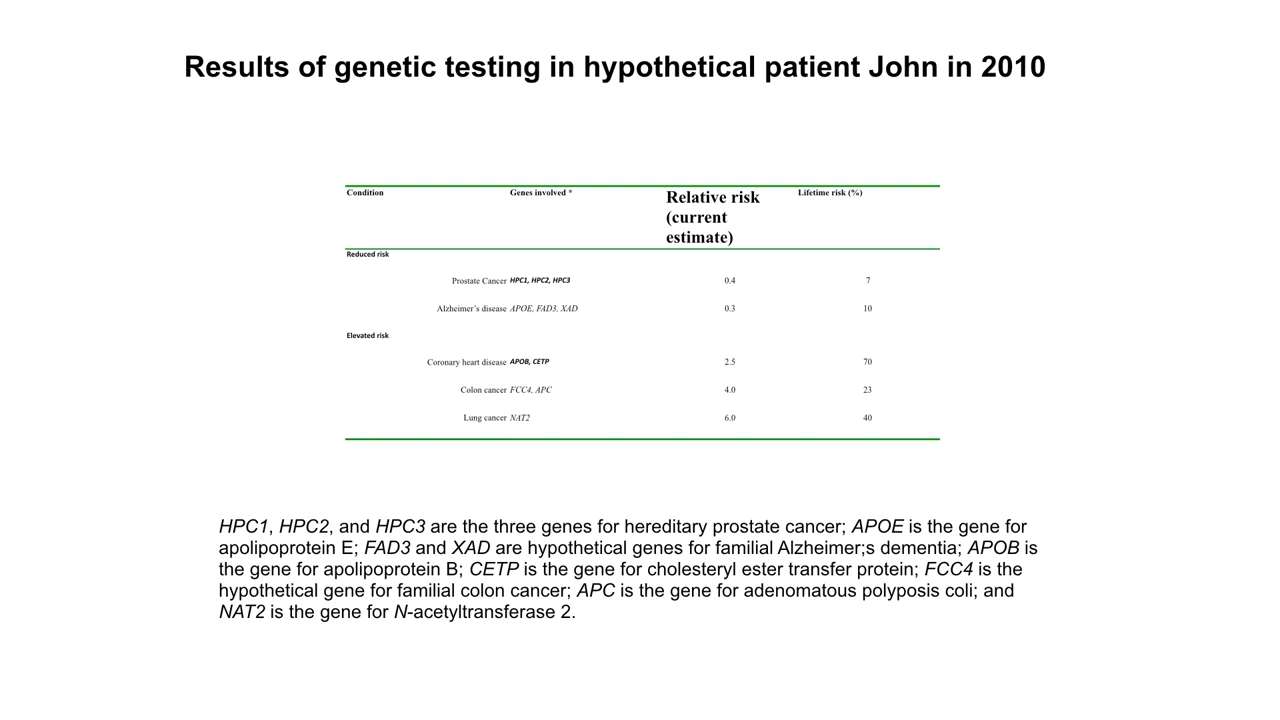 Results of genetic testing in hypothetical patient John in 2010
Condition Genes involved * Relative risk (current estimate) Lifetime risk (%)
Reduced risk
Prostate Cancer HPC1, HPC2, HPC3 0.4 7
Alzheimer’s disease APOE, FAD3, XAD 0.3 10
Elevated risk
Coronary heart disease APOB, CETP 2.5 70
Colon cancer FCC4, APC 4.0 23
Lung cancer NAT2 6.0 40
HPC1, HPC2, and HPC3 are the three genes for hereditary prostate cancer; APOE is the gene for
apolipoprotein E; FAD3 and XAD are hypothetical genes for familial Alzheimer;s dementia; APOB is
the gene for apolipoprotein B; CETP is the gene for cholesteryl ester transfer protein; FCC4 is the
hypothetical gene for familial colon cancer; APC is the gene for adenomatous polyposis coli; and
NAT2 is the gene for N-acetyltransferase 2.